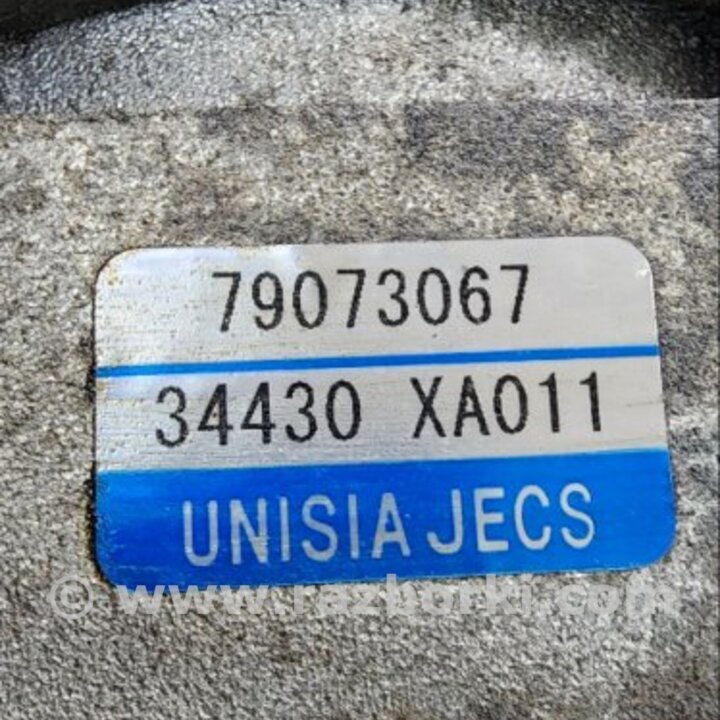 79073067
34430 XA011
UNISIA JECS
© www.razborki.com